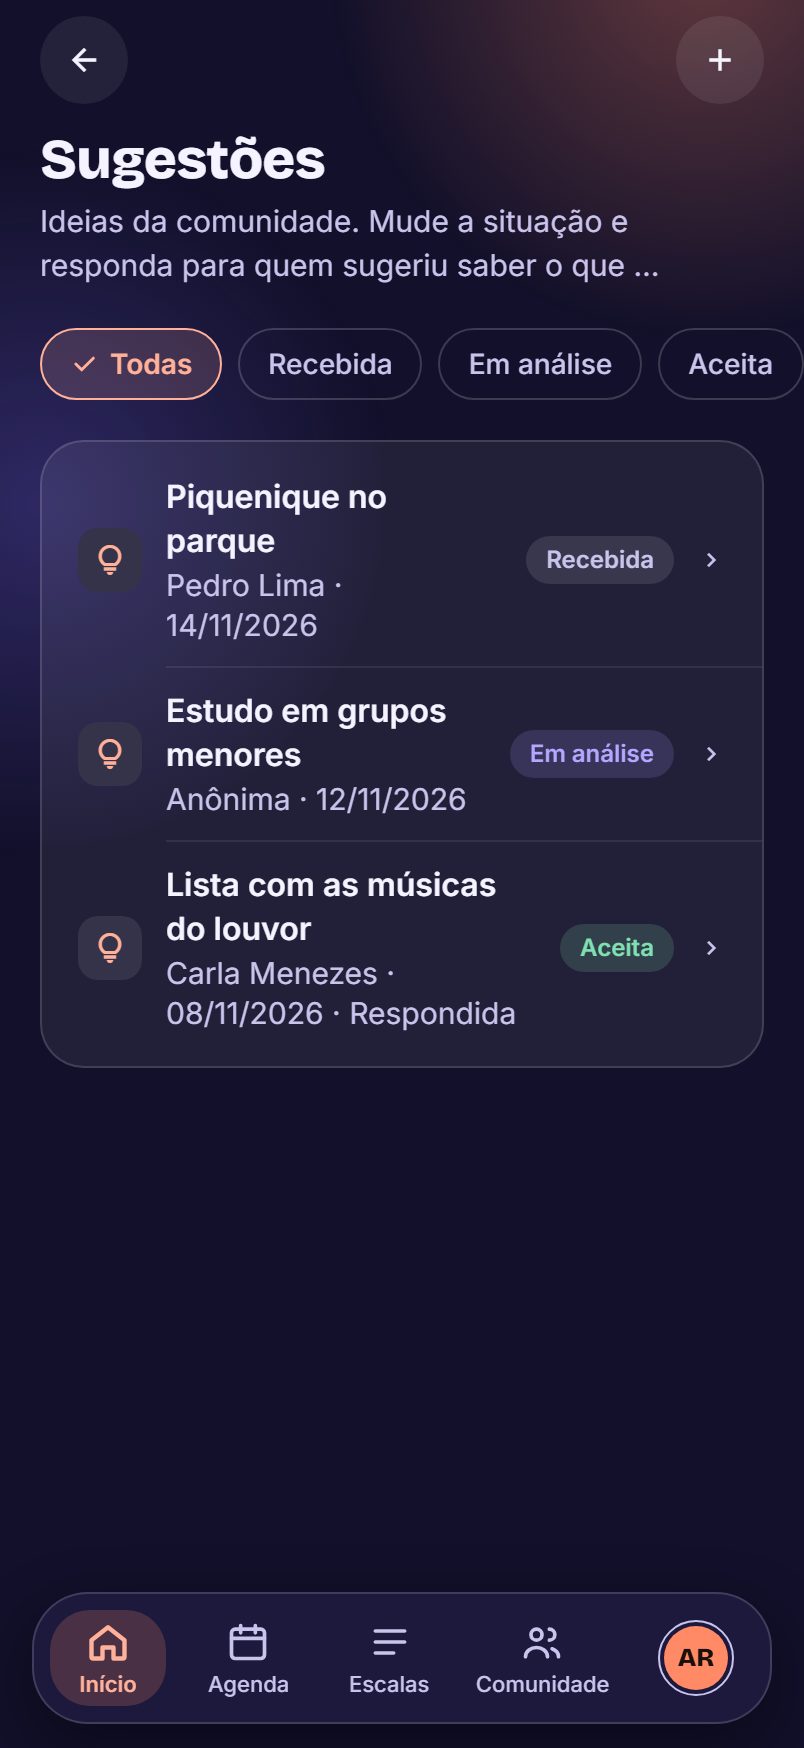 Sugestões
Ideias da comunidade. Mude a situação e
responda para quem sugeriu saber o que ...
Todas
Recebida
Em análise
Aceita
Piquenique no
parque
Pedro Lima ·
14/11/2026
Recebida
Estudo em grupos
menores
Anônima · 12/11/2026
Em análise
Lista com as músicas
do louvor
Carla Menezes ·
08/11/2026 · Respondida
Aceita
Início
Agenda
Escalas
Comunidade
AR